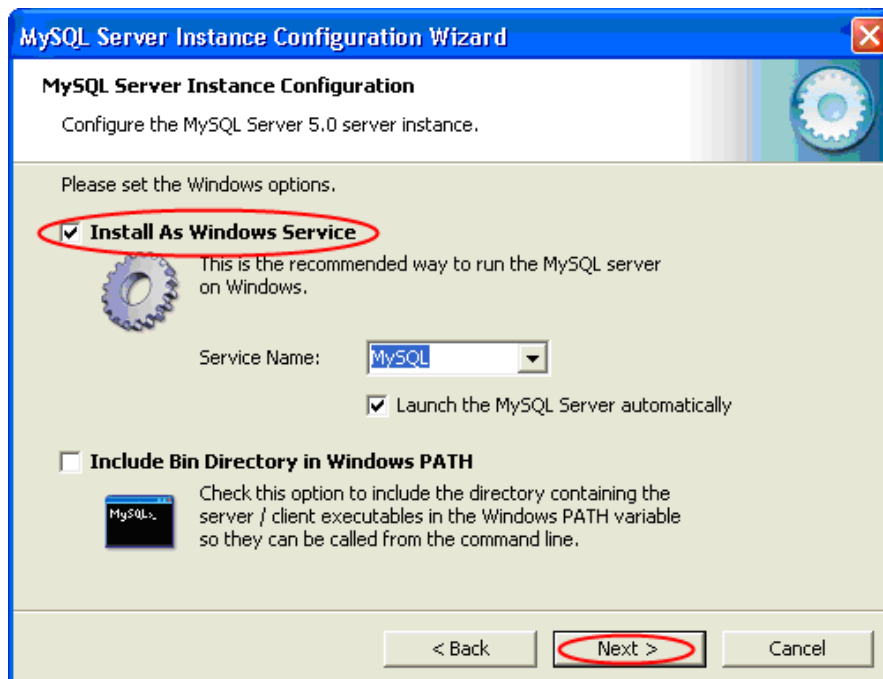 MySQL Server Instance Configuration Wizard
MySQL Server Instance Configuration
Configure the MySQL Server 5.0 server instance.
Please set the Windows options.
Install As Windows Service
This is the recommended way to run the MySQL server
on Windows.
Service Name:
MySQL
Launch the MySQL Server automatically
Include Bin Directory in Windows PATH
Check this option to include the directory containing the
server / client executables in the Windows PATH variable
so they can be called from the command line.
MySQL>_
< Back
Next >
Cancel